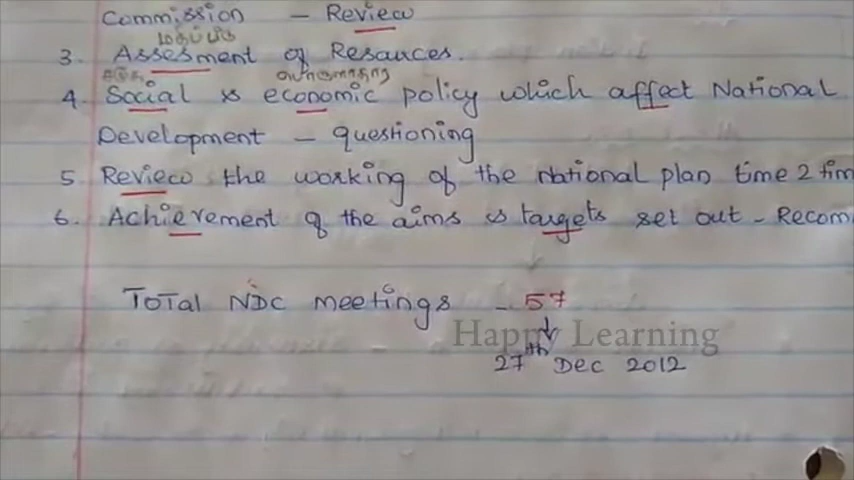 Commission - Review
மதிப்பீடு
3. Assesment of Resources.
சமூக பொருளாதார
4. Social & economic policy which affect National
Development - questioning
5 Review the working of the national plan time 2 tim
6. Achievement of the aims & targets set out - Recom
Total NDC meetings - 57
Happy Learning
27th Dec 2012